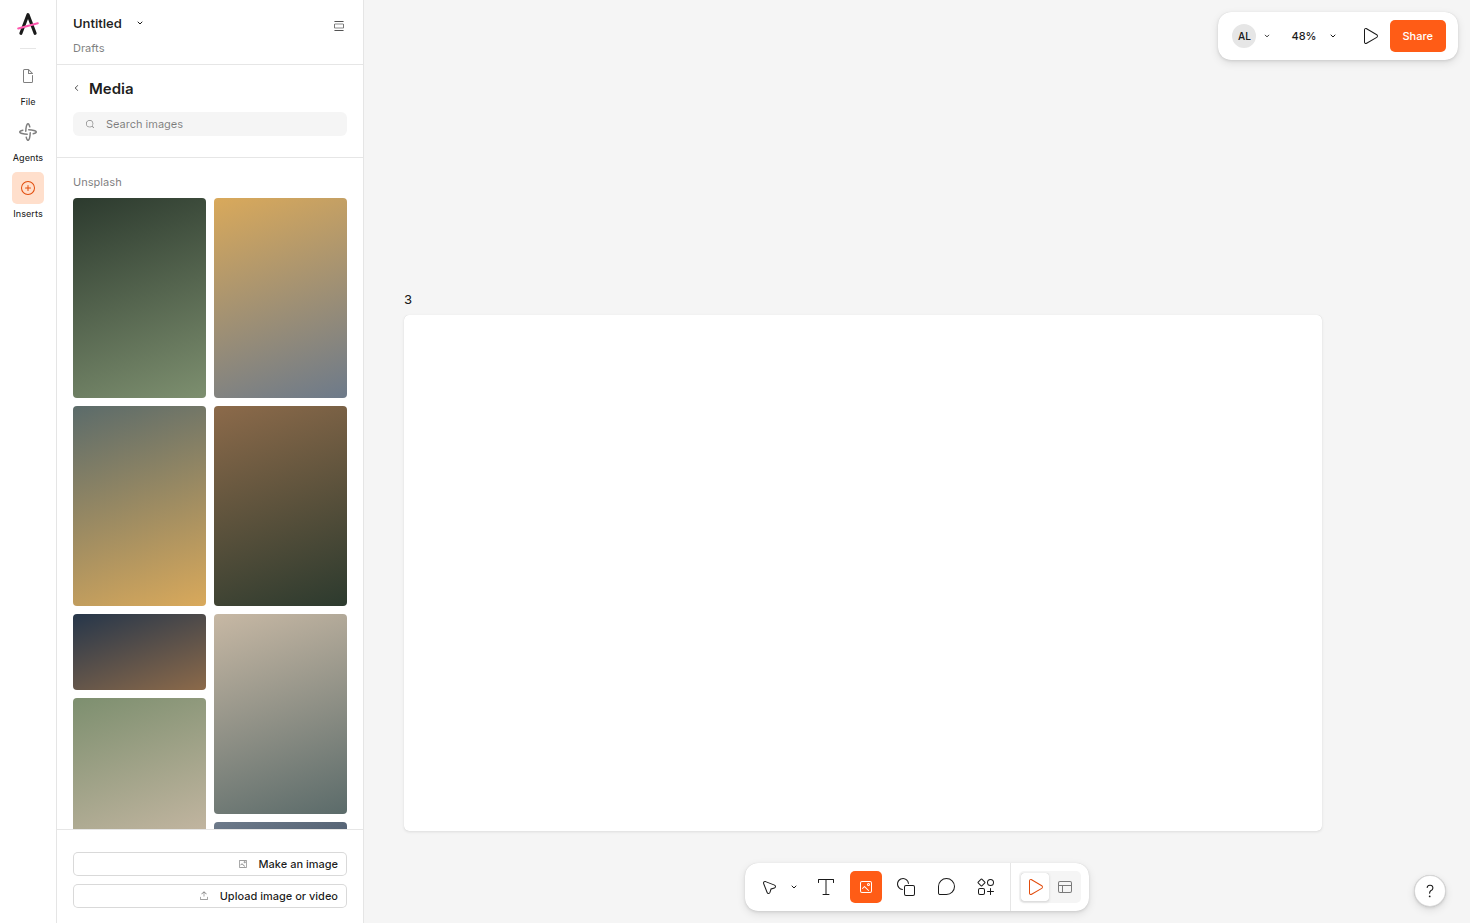 Untitled
Drafts
File
Agents
Inserts
Media
Search images
Unsplash
Make an image
Upload image or video
3
AL
48%
Share
?